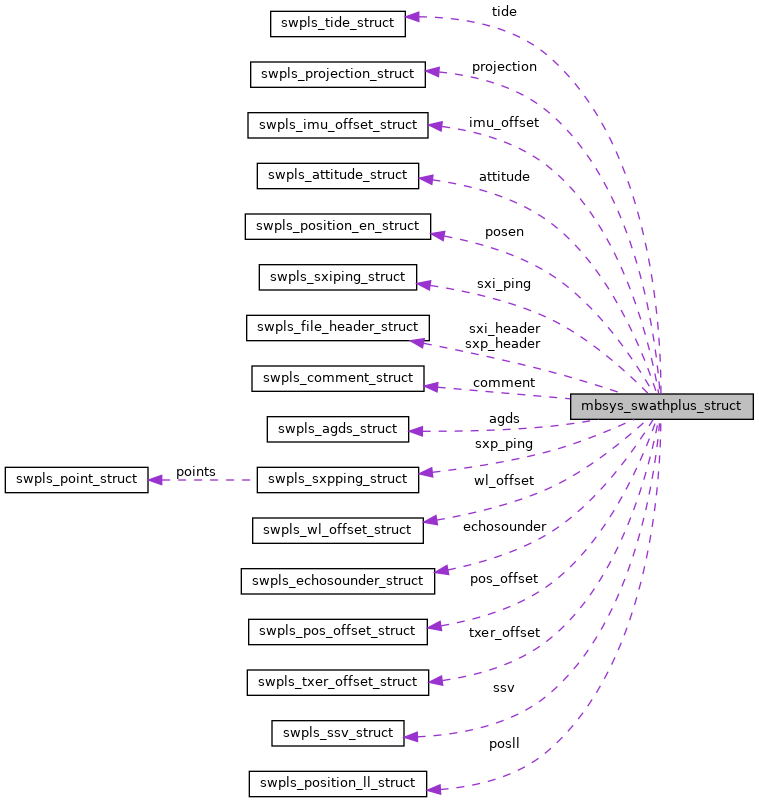 tide
swpls_tide_struct
projection
swpls_projection_struct
imu_offset
swpls_imu_offset_struct
attitude
swpls_attitude_struct
posen
swpls_position_en_struct
sxi_ping
swpls_sxiping_struct
sxi_header
sxp_header
swpls_file_header_struct
comment
swpls_comment_struct
mbsys_swathplus_struct
agds
swpls_agds_struct
sxp_ping
swpls_sxpping_struct
points
swpls_point_struct
wl_offset
swpls_wl_offset_struct
echosounder
swpls_echosounder_struct
pos_offset
swpls_pos_offset_struct
txer_offset
swpls_txer_offset_struct
ssv
swpls_ssv_struct
posll
swpls_position_ll_struct